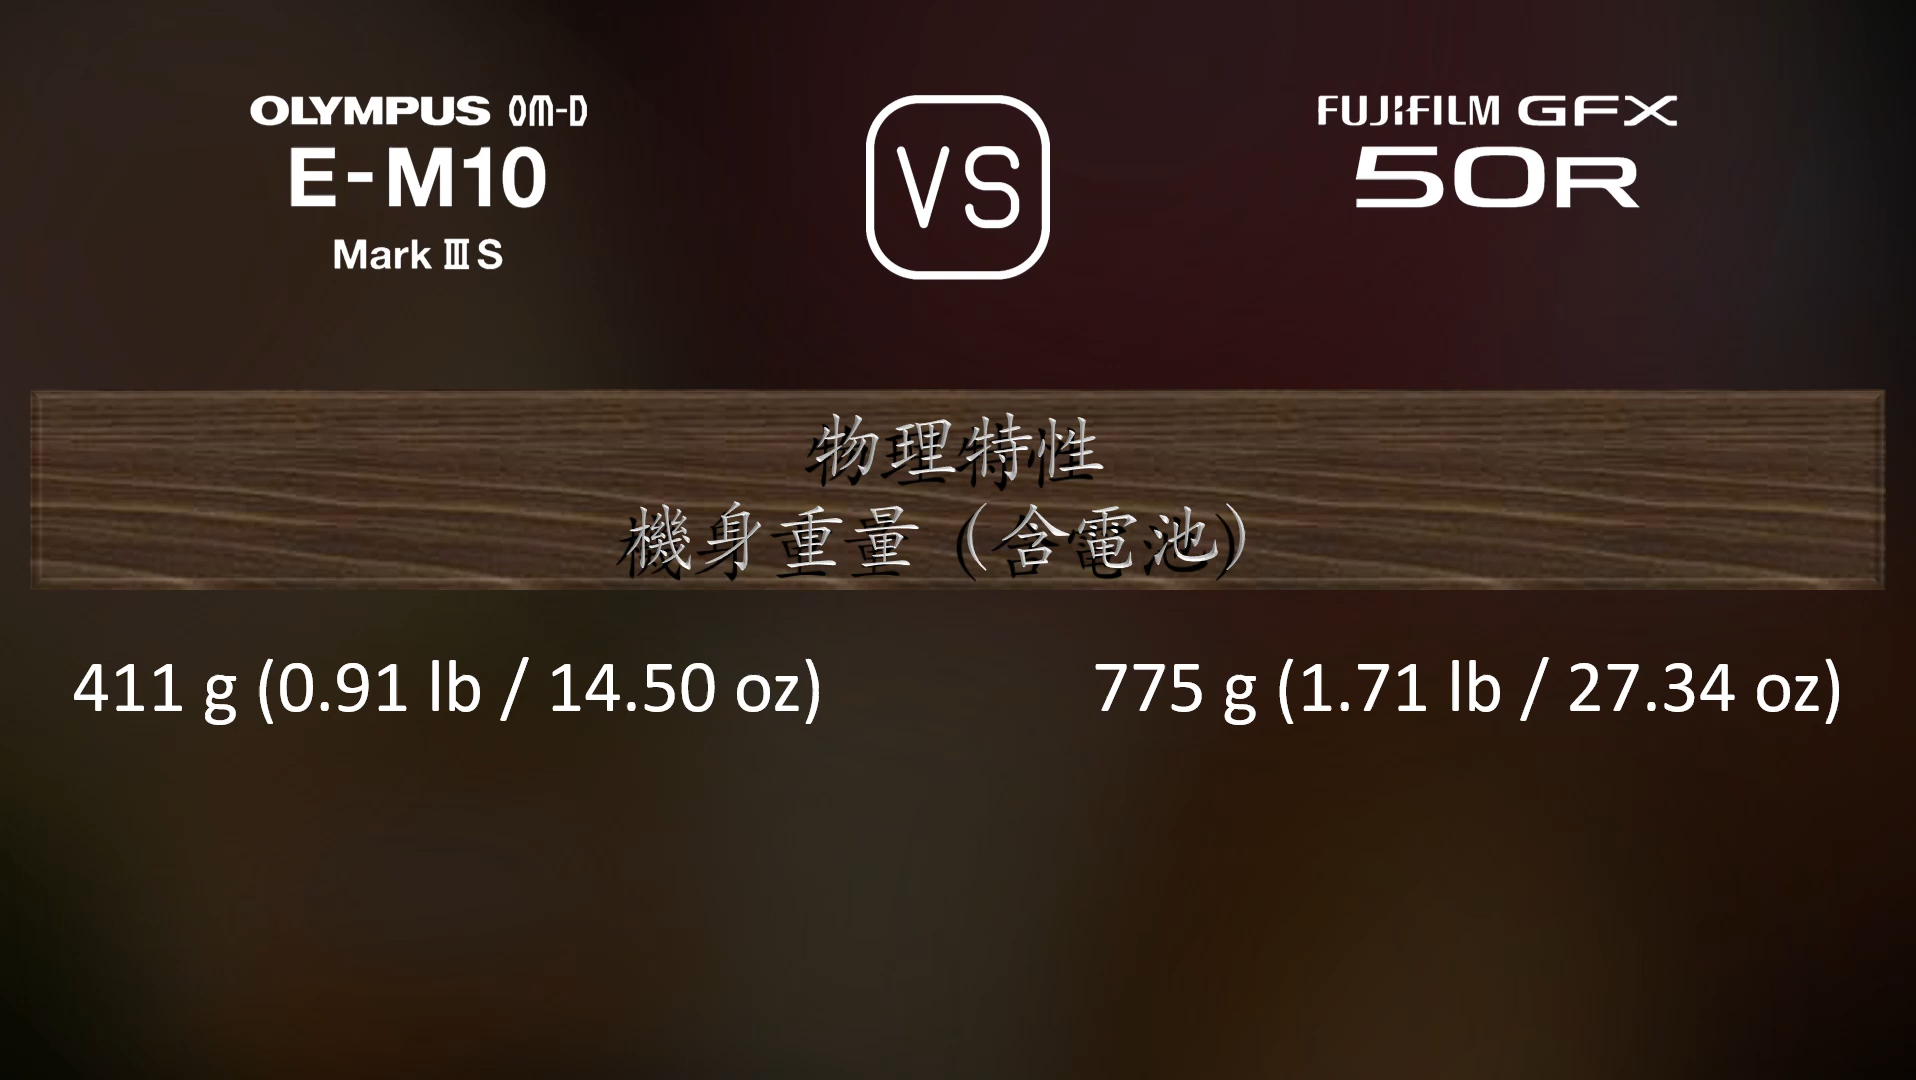 OLYMPUS OM-D
E-M10
Mark III S
VS
FUJIFILM GFX
50R
物理特性
機身重量（含電池）
411 g (0.91 lb / 14.50 oz)
775 g (1.71 lb / 27.34 oz)